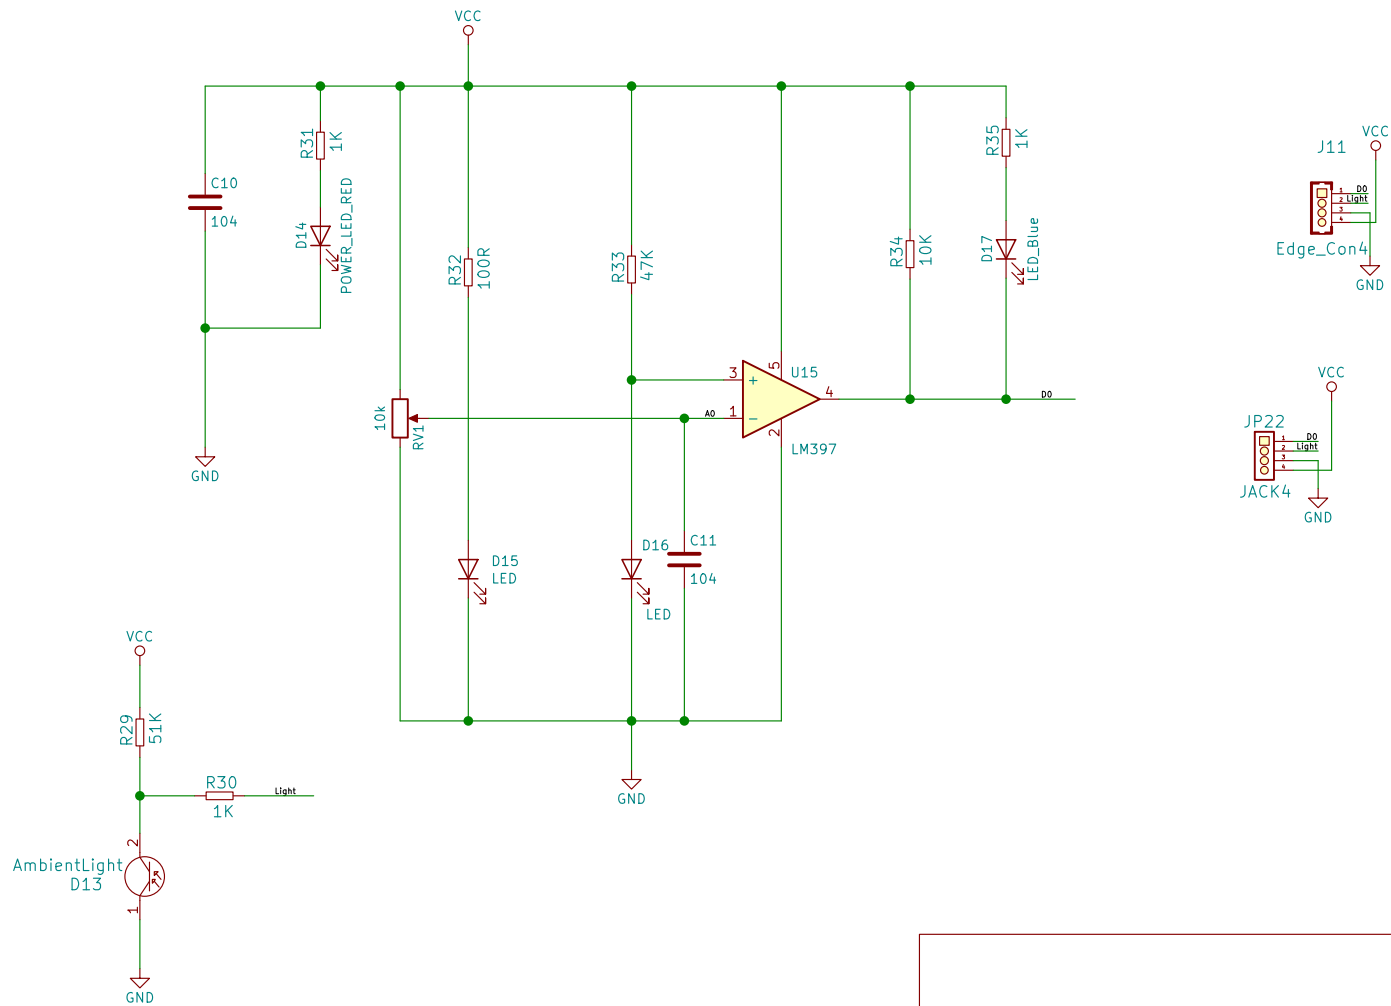 VCC
R31
1K
C10
104
D14
POWER_LED_RED
GND
R32
100R
R33
47K
R34
10K
R35
1K
D17
LED_Blue
10k
RV1
3
+
1
−
5
2
4
U15
LM397
A0
D0
D15
LED
D16
LED
C11
104
GND
VCC
J11
1
2
3
4
D0
Light
Edge_Con4
GND
VCC
JP22
1
2
3
4
D0
Light
JACK4
GND
VCC
R29
51K
R30
1K
Light
2
AmbientLight
D13
1
GND